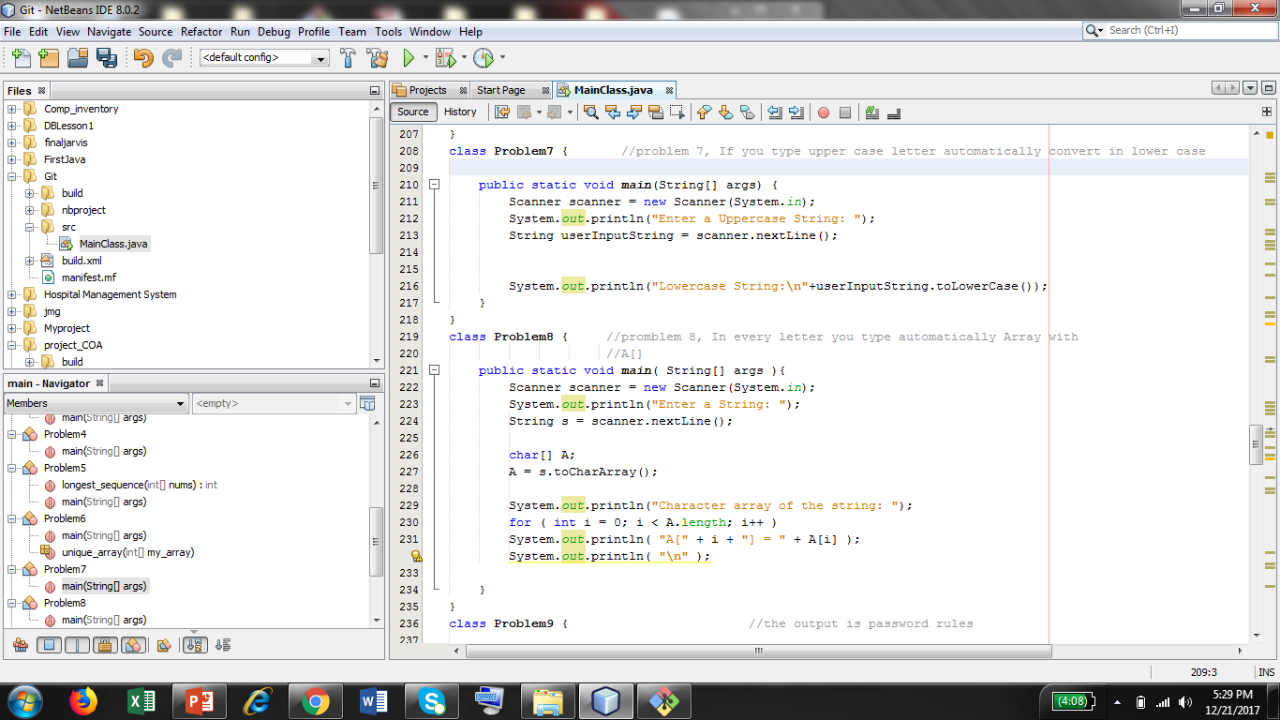 Git - NetBeans IDE 8.0.2
File Edit View Navigate Source Refactor Run Debug Profile Team Tools Window Help
Search (Ctrl+I)
<default config>
Files
Comp_inventory
DBLesson1
finaljarvis
FirstJava
Git
build
nbproject
src
MainClass.java
build.xml
manifest.mf
Hospital Management System
jmg
Myproject
project_COA
build
main - Navigator
Members
<empty>
main(String[] args)
Problem4
main(String[] args)
Problem5
longest_sequence(int[] nums) : int
main(String[] args)
Problem6
main(String[] args)
unique_array(int[] my_array)
Problem7
main(String[] args)
Problem8
main(String[] args)
Projects Start Page MainClass.java
Source History
207 }
208 class Problem7 { //problem 7, If you type upper case letter automatically convert in lower case
209
210 public static void main(String[] args) {
211 Scanner scanner = new Scanner(System.in);
212 System.out.println("Enter a Uppercase String: ");
213 String userInputString = scanner.nextLine();
214
215
216 System.out.println("Lowercase String:\n"+userInputString.toLowerCase());
217 }
218 }
219 class Problem8 { //promblem 8, In every letter you type automatically Array with
220 //A[]
221 public static void main( String[] args ){
222 Scanner scanner = new Scanner(System.in);
223 System.out.println("Enter a String: ");
224 String s = scanner.nextLine();
225
226 char[] A;
227 A = s.toCharArray();
228
229 System.out.println("Character array of the string: ");
230 for ( int i = 0; i < A.length; i++ )
231 System.out.println( "A[" + i + "] = " + A[i] );
System.out.println( "\n" );
233
234 }
235 }
236 class Problem9 { //the output is password rules
237
209:3 INS
(4:08)
5:29 PM
12/21/2017